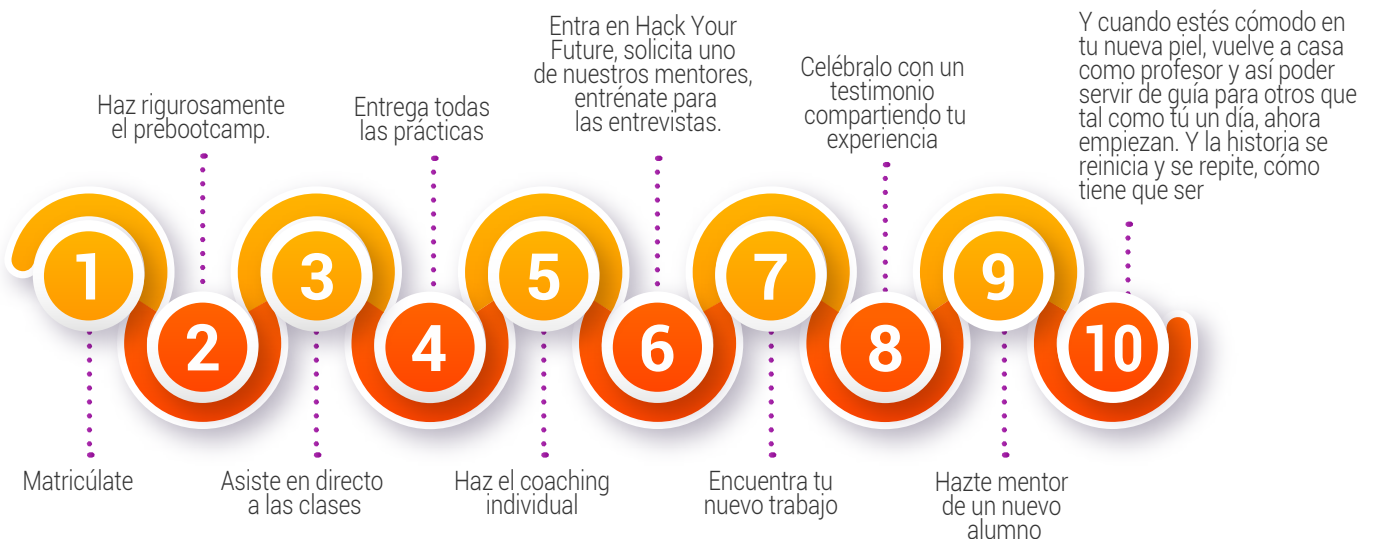 1
Matricúlate
2
Haz rigurosamente
el prebootcamp.
3
Asiste en directo
a las clases
4
Entrega todas
las prácticas
5
Haz el coaching
individual
6
Entra en Hack Your
Future, solicita uno
de nuestros mentores,
entrénate para
las entrevistas.
7
Encuentra tu
nuevo trabajo
8
Celébralo con un
testimonio
compartiendo tu
experiencia
9
Hazte mentor
de un nuevo
alumno
10
Y cuando estés cómodo en
tu nueva piel, vuelve a casa
como profesor y así poder
servir de guía para otros que
tal como tú un día, ahora
empiezan. Y la historia se
reinicia y se repite, cómo
tiene que ser